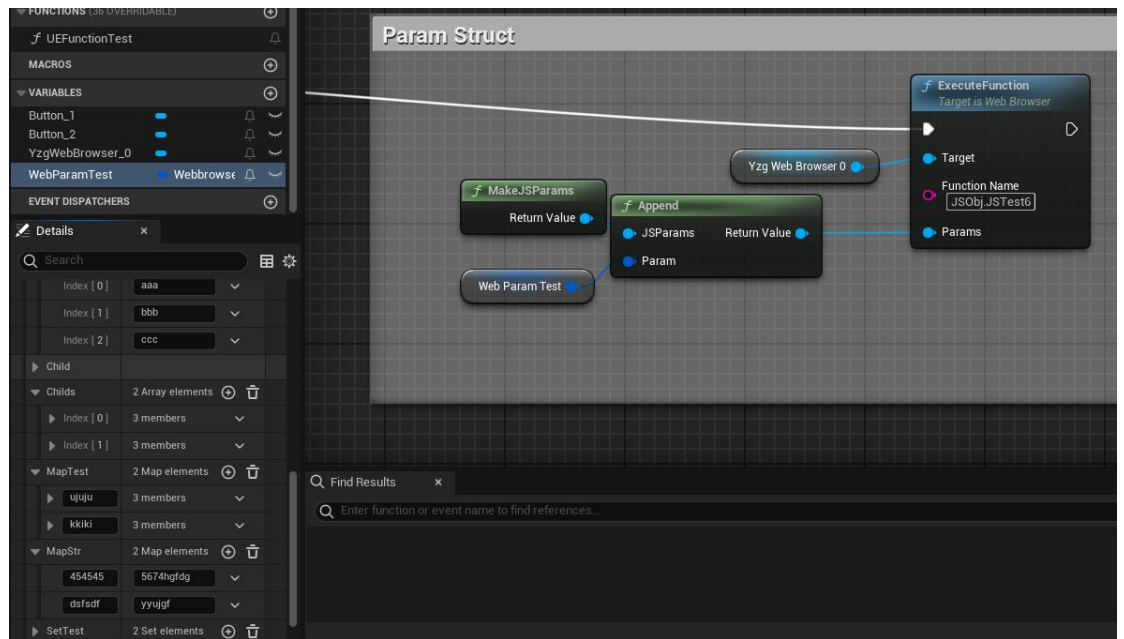 FUNCTIONS (36 OVERRIDABLE)
f UEFunctionTest
MACROS
VARIABLES
Button_1
Button_2
YzgWebBrowser_0
WebParamTest Webbrowse
EVENT DISPATCHERS
Details
Search
Index [ 0 ] aaa
Index [ 1 ] bbb
Index [ 2 ] ccc
Child
Childs 2 Array elements
Index [ 0 ] 3 members
Index [ 1 ] 3 members
MapTest 2 Map elements
ujuju 3 members
kkiki 3 members
MapStr 2 Map elements
454545 5674hgfdg
dsfsdf yyujgf
SetTest 2 Set elements
Param Struct
f MakeJSParams
Return Value
Web Param Test
f Append
JSParams Return Value
Param
Yzg Web Browser 0
f ExecuteFunction
Target is Web Browser
Target
Function Name
JSObj.JSTest6
Params
Find Results
Enter function or event name to find references...